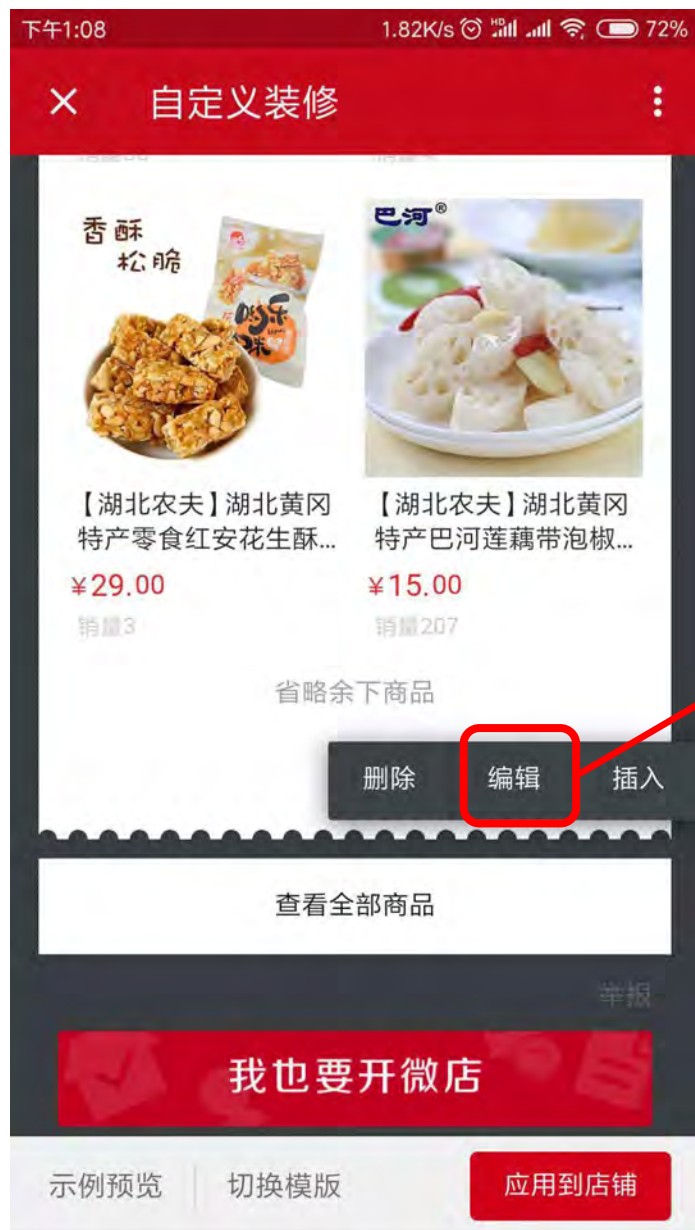 下午1:08
1.82K/s HD 72%
自定义装修
香酥
松脆
巴河®
【湖北农夫】湖北黄冈
特产零食红安花生酥...
¥29.00
销量3
【湖北农夫】湖北黄冈
特产巴河莲藕带泡椒...
¥15.00
销量207
省略余下商品
删除
编辑
插入
查看全部商品
举报
我也要开微店
示例预览
切换模版
应用到店铺